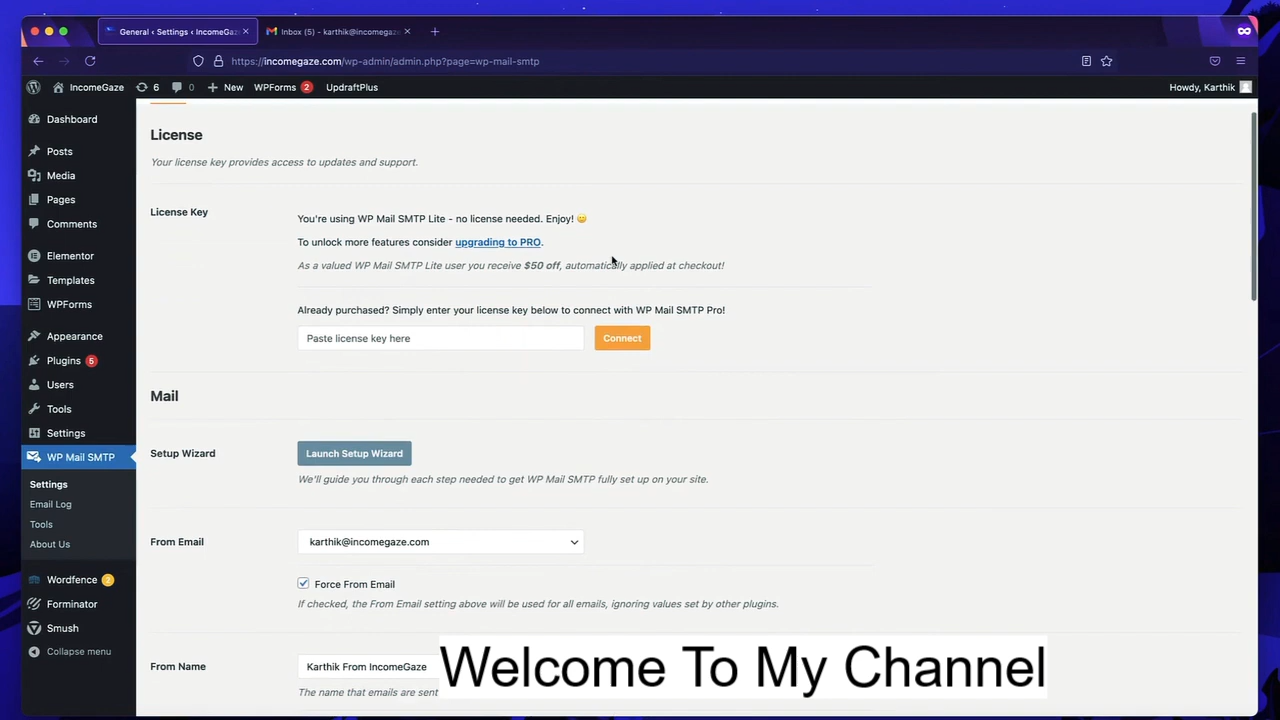 General ‹ Settings ‹ IncomeGaz
Inbox (5) - karthik@incomega
https://incomegaze.com/wp-admin/admin.php?page=wp-mail-smtp
IncomeGaze
6
0
New
WPForms 2
UpdraftPlus
Howdy, Karthik
Dashboard
Posts
Media
Pages
Comments
Elementor
Templates
WPForms
Appearance
Plugins 5
Users
Tools
Settings
WP Mail SMTP
Settings
Email Log
Tools
About Us
Wordfence 2
Forminator
Smush
Collapse menu
License
Your license key provides access to updates and support.
License Key
You're using WP Mail SMTP Lite - no license needed. Enjoy! 🙂
To unlock more features consider upgrading to PRO.
As a valued WP Mail SMTP Lite user you receive $50 off, automatically applied at checkout!
Already purchased? Simply enter your license key below to connect with WP Mail SMTP Pro!
Paste license key here
Connect
Mail
Setup Wizard
Launch Setup Wizard
We'll guide you through each step needed to get WP Mail SMTP fully set up on your site.
From Email
karthik@incomegaze.com
Force From Email
If checked, the From Email setting above will be used for all emails, ignoring values set by other plugins.
From Name
Karthik From IncomeGaze
The name that emails are sent
Welcome To My Channel